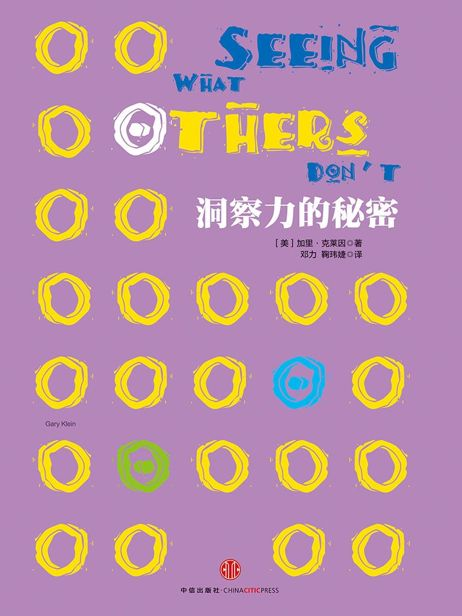 SEEING
WHAT
OTHERS
DON'T
洞察力的秘密
[美]加里·克莱因◎著
邓力 鞠玮婕◎译
Gary Klein
中信出版社·CHINACITICPRESS